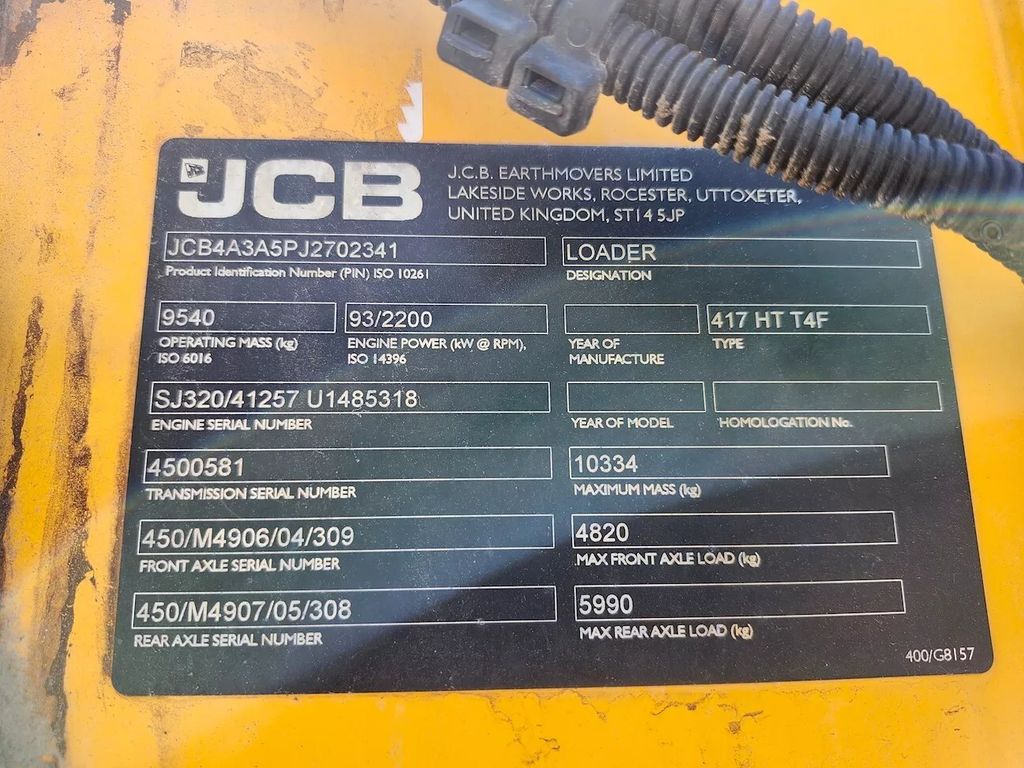 JCB
J.C.B. EARTHMOVERS LIMITED
LAKESIDE WORKS, ROCESTER, UTTOXETER,
UNITED KINGDOM, ST14 5JP
JCB4A3A5PJ2702341
Product Identification Number (PIN) ISO 10261
LOADER
DESIGNATION
9540
OPERATING MASS (kg)
ISO 6016
93/2200
ENGINE POWER (kW @ RPM),
ISO 14396
YEAR OF
MANUFACTURE
417 HT T4F
TYPE
SJ320/41257 U1485318
ENGINE SERIAL NUMBER
YEAR OF MODEL
HOMOLOGATION No.
4500581
TRANSMISSION SERIAL NUMBER
10334
MAXIMUM MASS (kg)
450/M4906/04/309
FRONT AXLE SERIAL NUMBER
4820
MAX FRONT AXLE LOAD (kg)
450/M4907/05/308
REAR AXLE SERIAL NUMBER
5990
MAX REAR AXLE LOAD (kg)
400/G8157